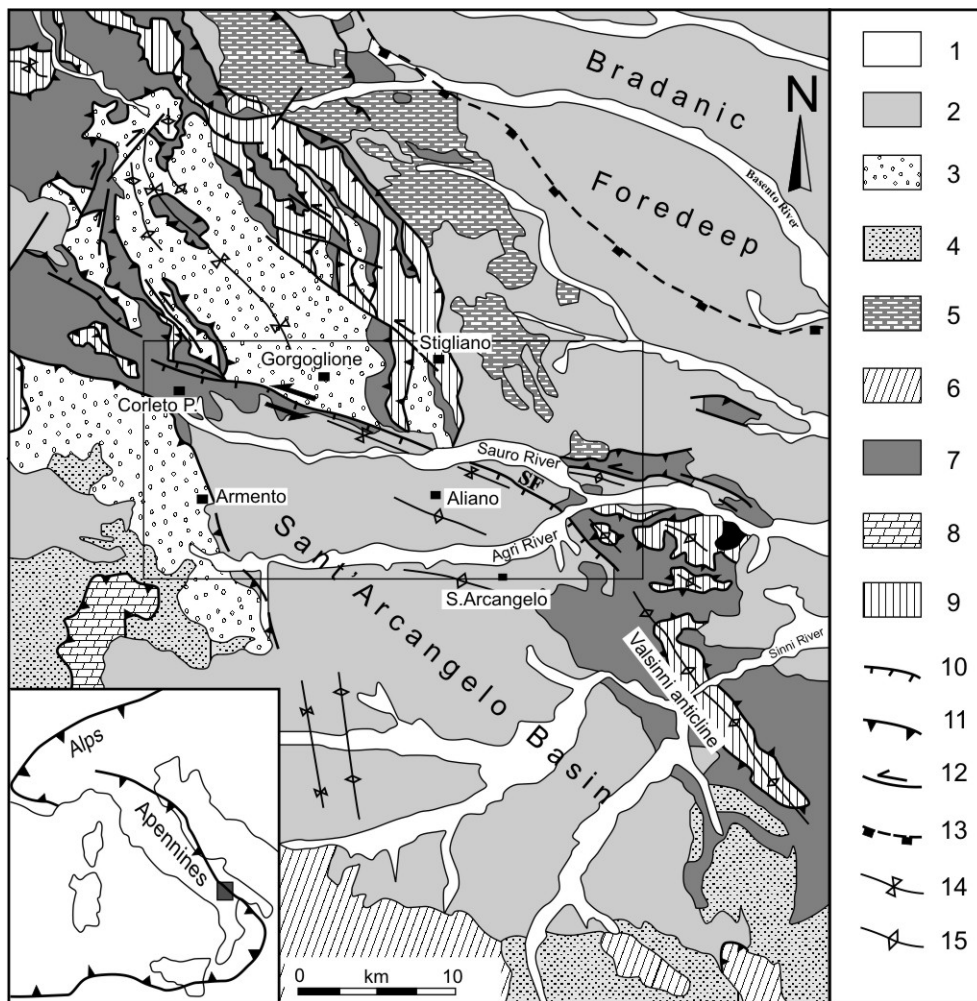 Bradanic
Foredeep
N
Basento River
Stigliano
Gorgoglione
Corleto P.'
Sauro River
SF
Armento
Aliano
Agri River
S.Arcangelo
Sant' Arcangelo Basin
Valsinni anticline
Sinni River
Alps
Apennines
0 km 10
1
2
3
4
5
6
7
8
9
10
11
12
13
14
15